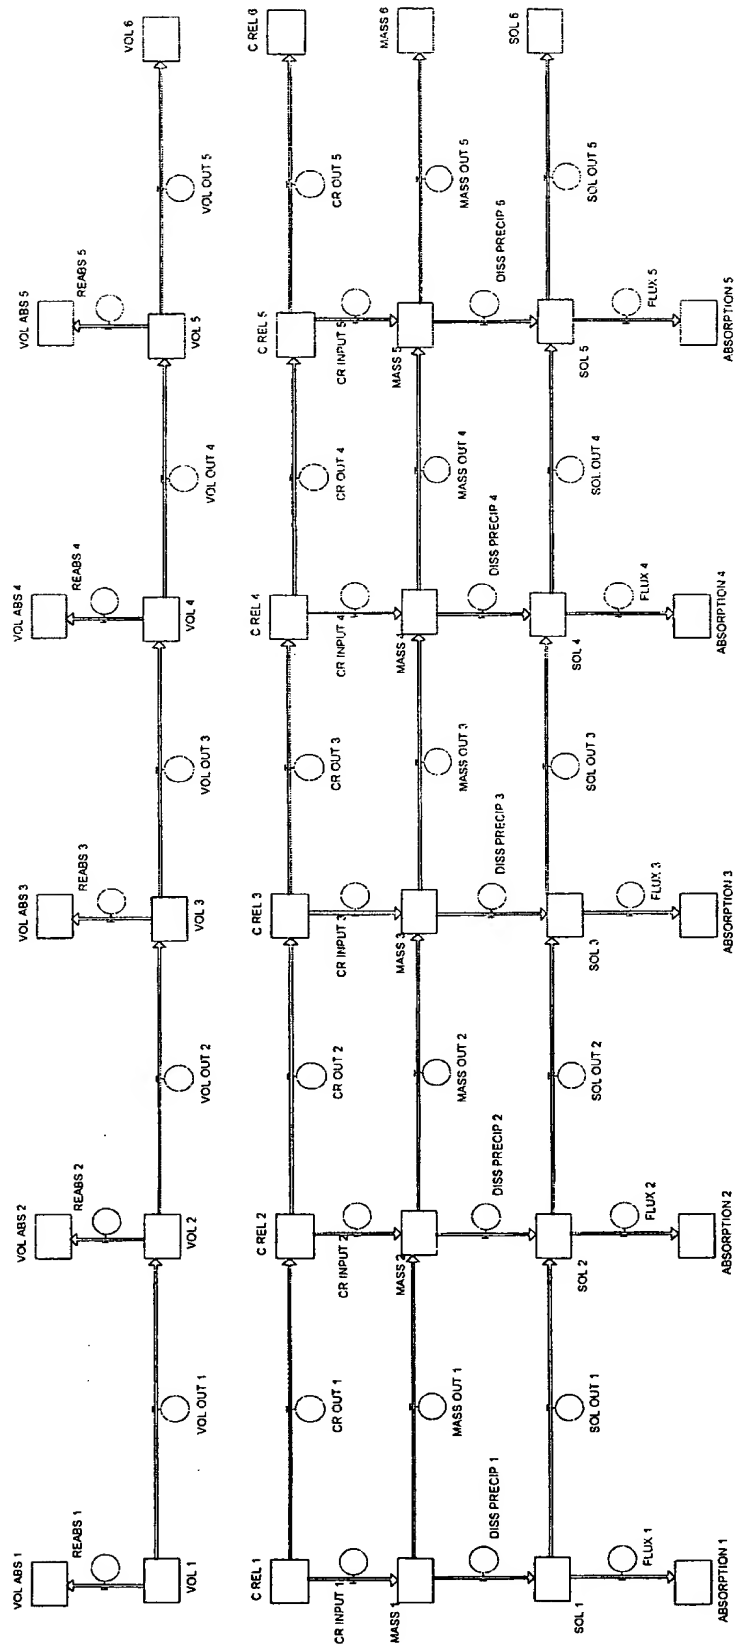 VOL ABS 1
VOL ABS 2
VOL ABS 3
VOL ABS 4
VOL ABS 5
REABS 1
REABS 2
REABS 3
REABS 4
REABS 5
VOL 6
VOL 1
VOL OUT 1
VOL 2
VOL OUT 2
VOL 3
VOL OUT 3
VOL 4
VOL OUT 4
VOL 5
VOL OUT 5
C REL 1
C REL 2
C REL 3
C REL 4
C REL 5
C REL 6
CR OUT 1
CR OUT 2
CR OUT 3
CR OUT 4
CR OUT 5
CR INPUT 1
CR INPUT 2
CR INPUT 3
CR INPUT 4
CR INPUT 5
MASS 6
MASS 1
MASS 2
MASS 3
MASS 4
MASS 5
MASS OUT 1
MASS OUT 2
MASS OUT 3
MASS OUT 4
MASS OUT 5
DISS PRECIP 1
DISS PRECIP 2
DISS PRECIP 3
DISS PRECIP 4
DISS PRECIP 5
SOL 6
SOL 1
SOL OUT 1
SOL 2
SOL OUT 2
SOL 3
SOL OUT 3
SOL 4
SOL OUT 4
SOL 5
SOL OUT 5
FLUX 1
FLUX 2
FLUX 3
FLUX 4
FLUX 5
ABSORPTION 1
ABSORPTION 2
ABSORPTION 3
ABSORPTION 4
ABSORPTION 5